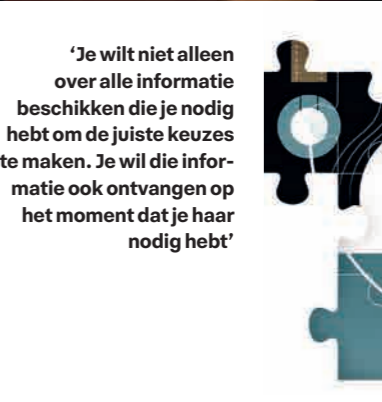 ‘Je wilt niet alleen
over alle informatie
beschikken die je nodig
hebt om de juiste keuzes
te maken. Je wil die infor-
matie ook ontvangen op
het moment dat je haar
nodig hebt’